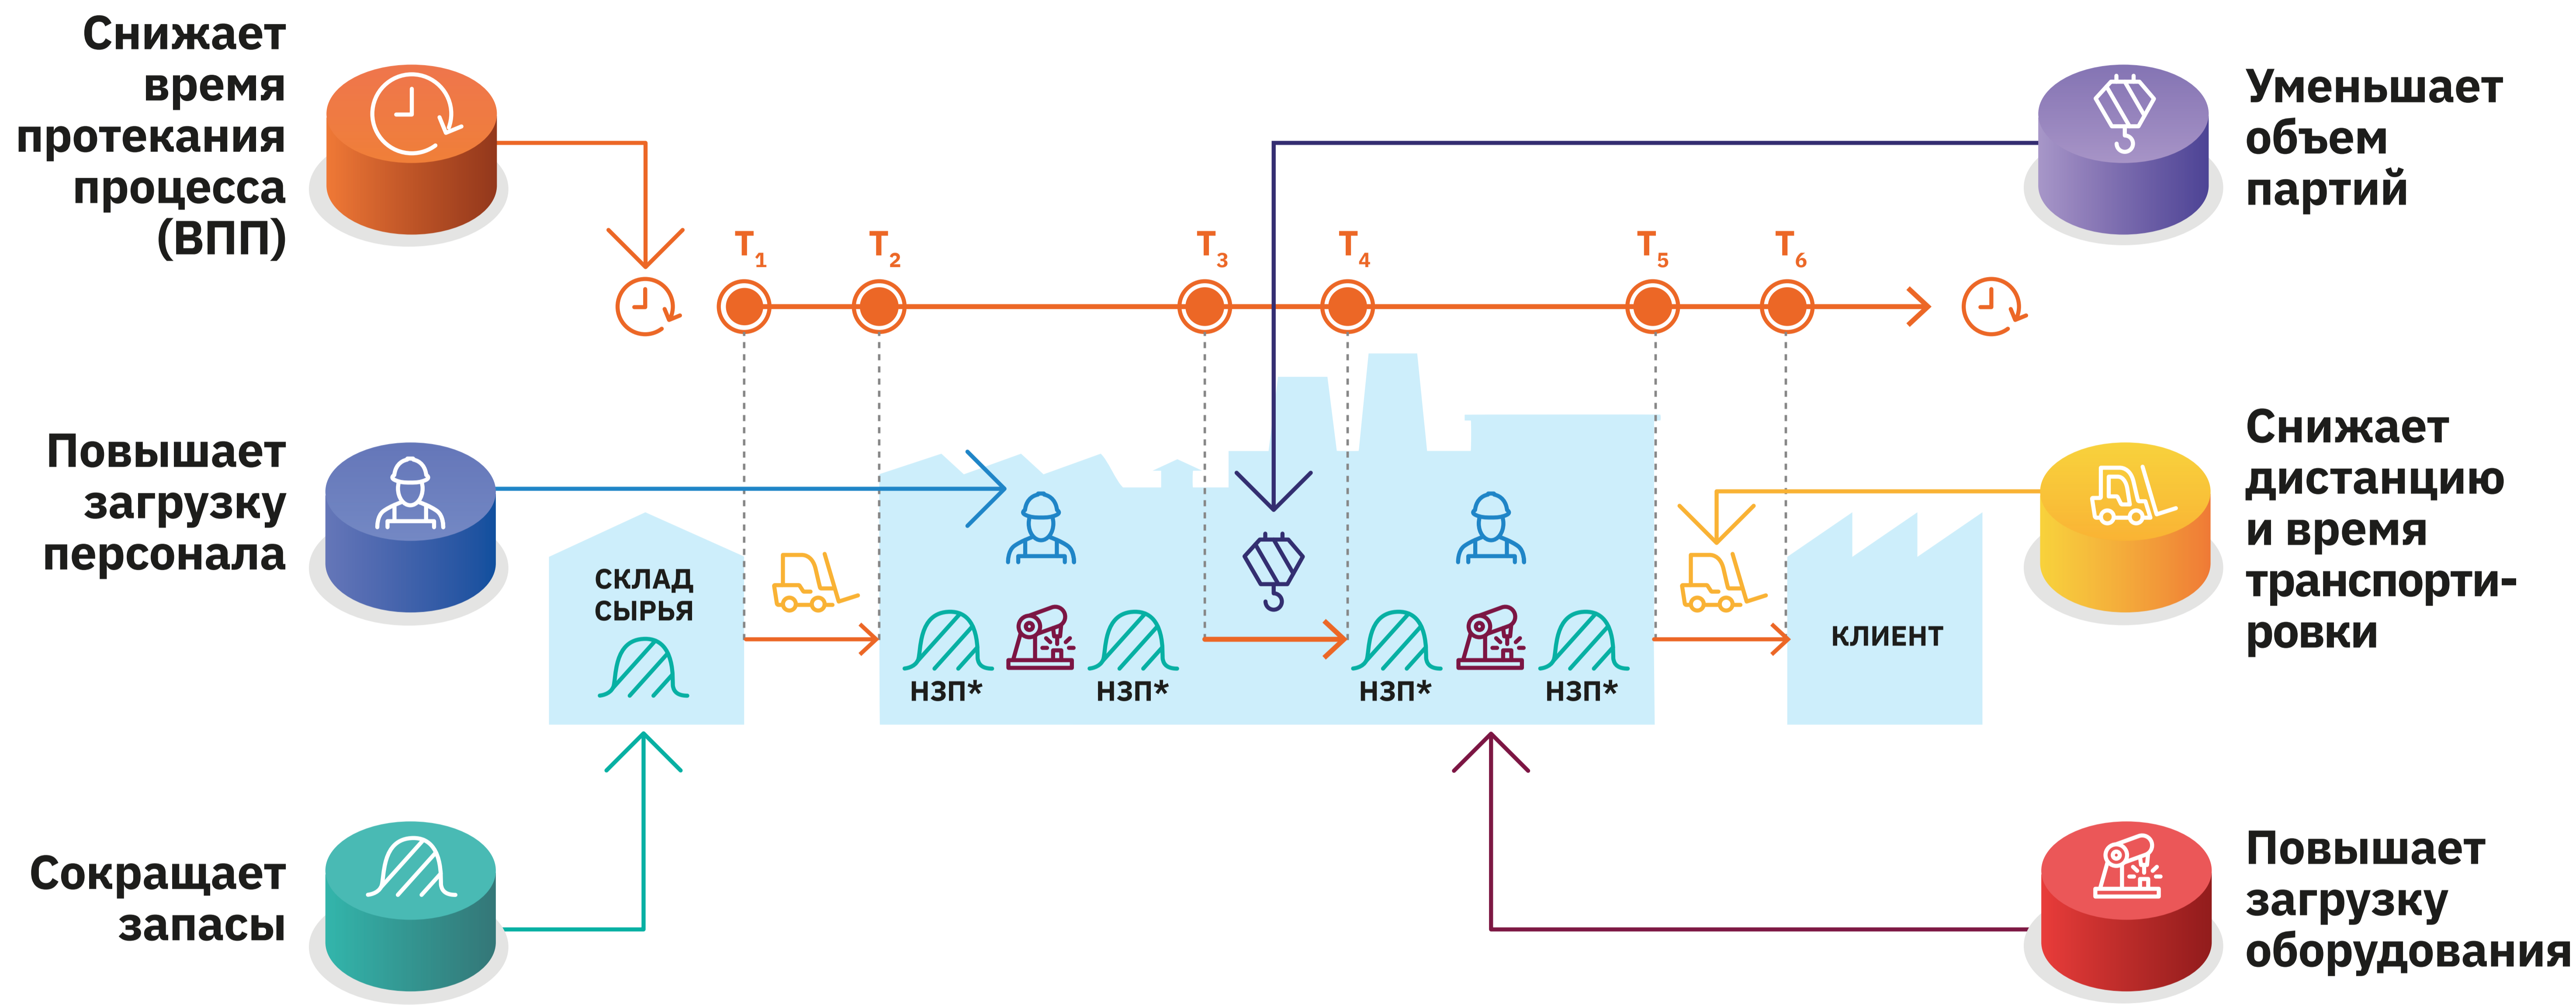 Снижает
время
протекания
процесса
(ВПП)
Уменьшает
объем
партий
T1
T2
T3
T4
T5
T6
Повышает
загрузку
персонала
Снижает
дистанцию
и время
транспорти-
ровки
СКЛАД
СЫРЬЯ
КЛИЕНТ
НЗП*
НЗП*
НЗП*
НЗП*
Сокращает
запасы
Повышает
загрузку
оборудования